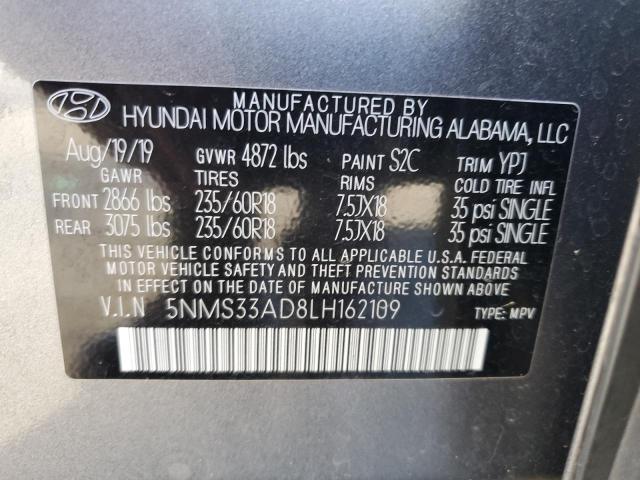 MANUFACTURED BY
HYUNDAI MOTOR MANUFACTURING ALABAMA, LLC
Aug/19/19 GVWR 4872 lbs PAINT S2C TRIM YPJ
GAWR TIRES RIMS COLD TIRE INFL
FRONT 2866 lbs 235/60R18 7.5JX18 35 psi SINGLE
REAR 3075 lbs 235/60R18 7.5JX18 35 psi SINGLE
THIS VEHICLE CONFORMS TO ALL APPLICABLE U.S.A. FEDERAL
MOTOR VEHICLE SAFETY AND THEFT PREVENTION STANDARDS
IN EFFECT ON THE DATE OF MANUFACTURE SHOWN ABOVE.
V.I.N 5NMS33AD8LH162109 TYPE: MPV